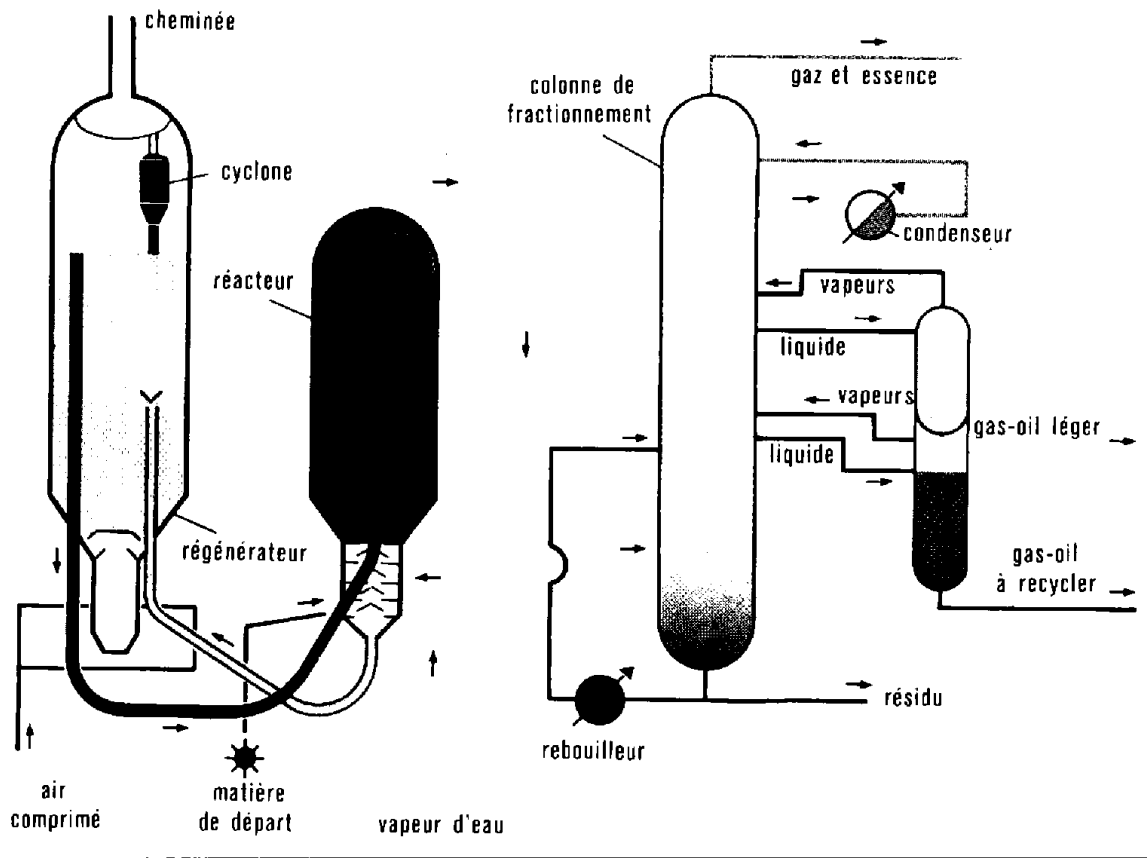 cheminée
cyclone
réacteur
régénérateur
air
comprimé
matière
de départ
vapeur d'eau
gaz et essence
colonne de
fractionnement
condenseur
vapeurs
liquide
vapeurs
gas-oil léger
liquide
gas-oil
à recycler
résidu
rebouilleur